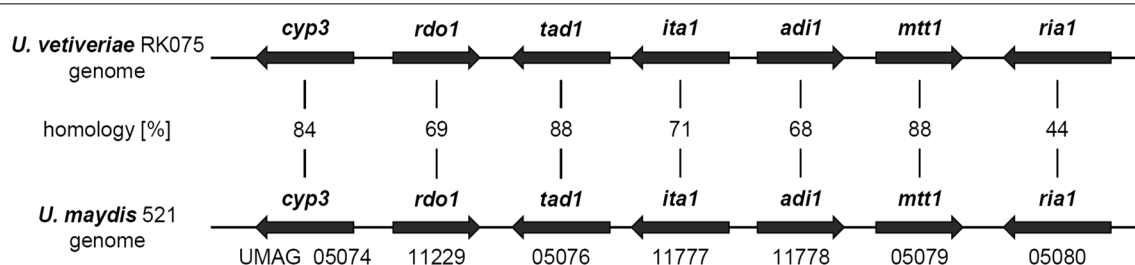 cyp3 rdo1 tad1 ita1 adi1 mtt1 ria1
U. vetiveriae RK075
genome
homology [%] 84 69 88 71 68 88 44
cyp3 rdo1 tad1 ita1 adi1 mtt1 ria1
U. maydis 521
genome
UMAG 05074 11229 05076 11777 11778 05079 05080